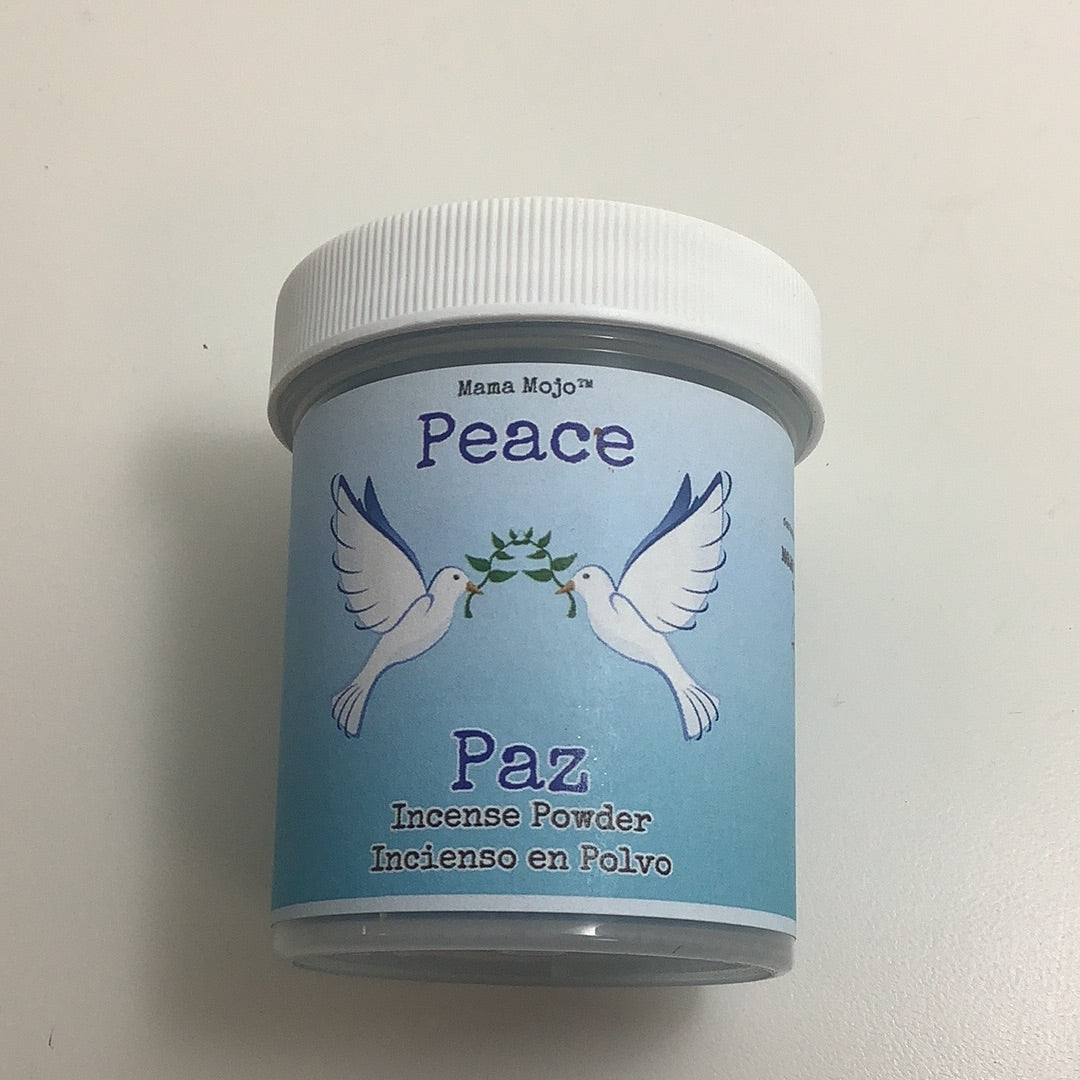 Mama Mojo™
Peace
Paz
Incense Powder
Incienso en Polvo